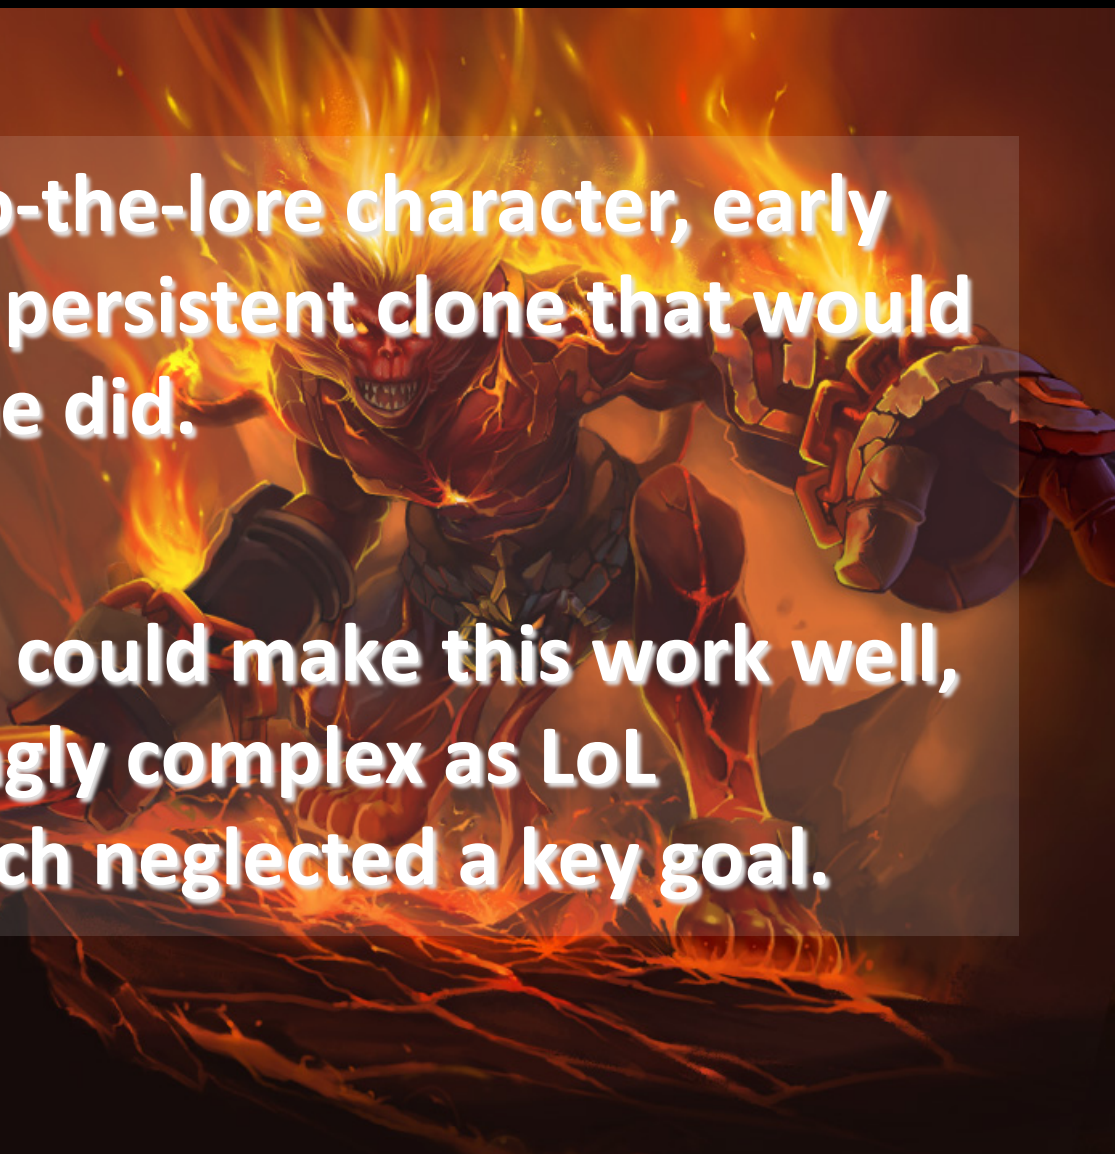 -the-lore character, early
persistent clone that would
e did.
could make this work well,
gly complex as LoL
ch neglected a key goal.